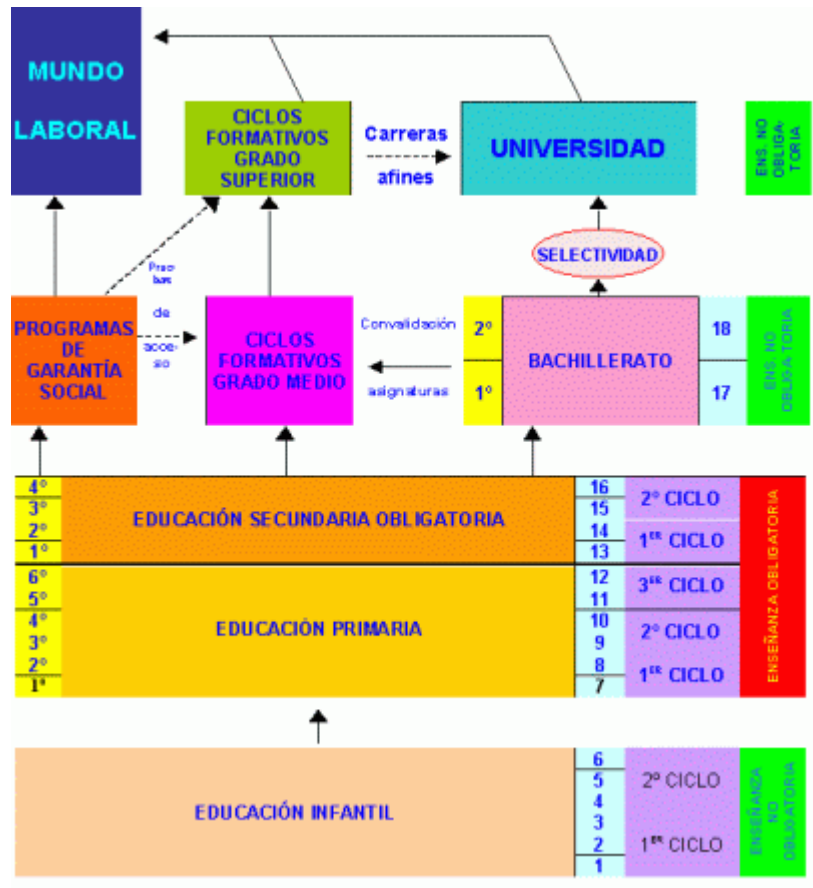 MUNDO
LABORAL
CICLOS
FORMATIVOS
GRADO
SUPERIOR
Carreras
afines
UNIVERSIDAD
ENS. NO
OBLIGA-
TORIA
SELECTIVIDAD
Prue-
bas
de
acce-
sio
PROGRAMAS
DE
GARANTÍA
SOCIAL
CICLOS
FORMATIVOS
GRADO MEDIO
Convalidación
asignaturas
2º
1º
BACHILLERATO
18
17
ENS. NO
OBLIGA-TORIA
4º
3º
2º
1º
EDUCACIÓN SECUNDARIA OBLIGATORIA
16
15
14
13
2º CICLO
1ER CICLO
6º
5º
4º
3º
2º
1º
EDUCACIÓN PRIMARIA
12
11
10
9
8
7
3ER CICLO
2º CICLO
1ER CICLO
ENSEÑANZA OBLIGATORIA
EDUCACIÓN INFANTIL
6
5
4
3
2
1
2º CICLO
1ER CICLO
ENSEÑANZA
NO
OBLIGATORIA